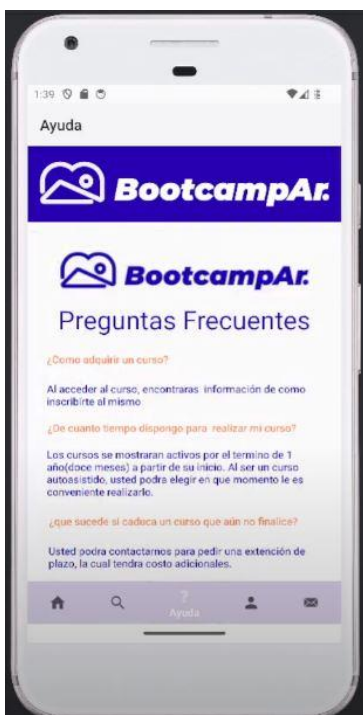 1:39
Ayuda
BootcampAr.
BootcampAr.
Preguntas Frecuentes
¿Como adquirir un curso?
Al acceder al curso, encontraras información de como
inscribirte al mismo
¿De cuanto tiempo dispongo para realizar mi curso?
Los cursos se mostraran activos por el termino de 1
año(doce meses) a partir de su inicio. Al ser un curso
autoasistido, usted podra elegir en que momento le es
conveniente realizarlo.
¿que sucede si caduca un curso que aún no finalice?
Usted podra contactarnos para pedir una extención de
plazo, la cual tendra costo adicionales.
?
Ayuda